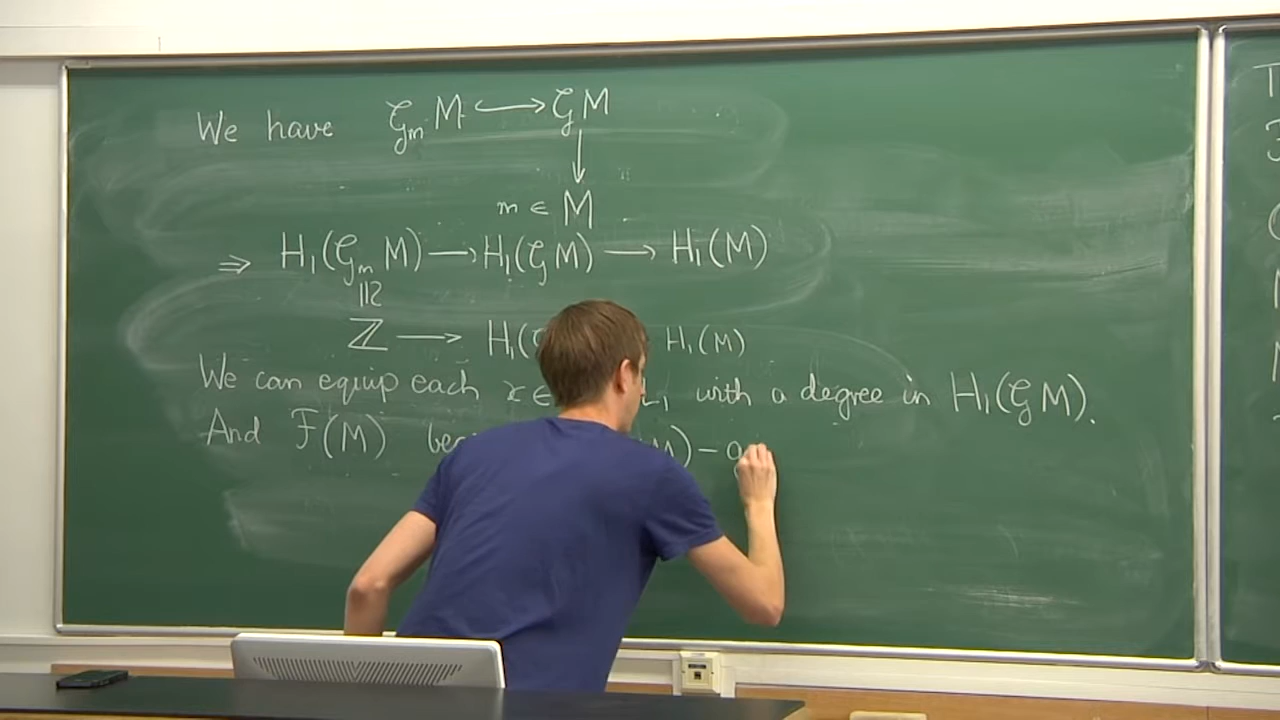 We have 𝒢ₘM ↪ 𝒢M
↓
m ∈ M
⇒ H₁(𝒢ₘM) → H₁(𝒢M) → H₁(M)
≅
ℤ → H₁( H₁(M)
We can equip each x ∈ L₁ with a degree in H₁(𝒢M).
And F(M) M) – g